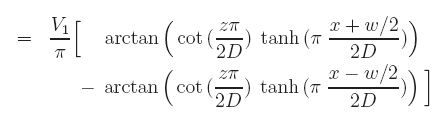 = V₁/π [ arctan( cot (zπ/2D) tanh (π (x + w/2)/2D) )
− arctan( cot (zπ/2D) tanh (π (x − w/2)/2D) ) ]